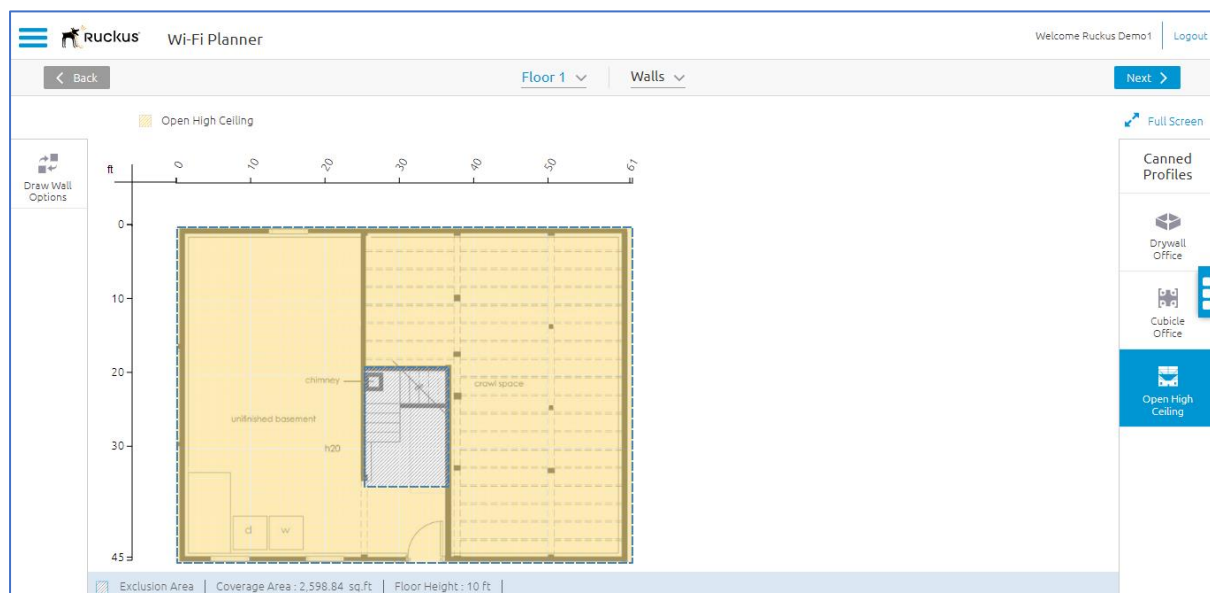 Ruckus Wi-Fi Planner Welcome Ruckus Demo1 Logout
Back Floor 1 Walls Next
Open High Ceiling Full Screen
Draw Wall
Options
ft 0 10 20 30 40 50 61
0
10
20
30
45
chimney
crawl space
unfinished basement
h20
d w
Canned
Profiles
Drywall
Office
Cubicle
Office
Open High
Ceiling
Exclusion Area | Coverage Area : 2,598.84 sq.ft | Floor Height : 10 ft |